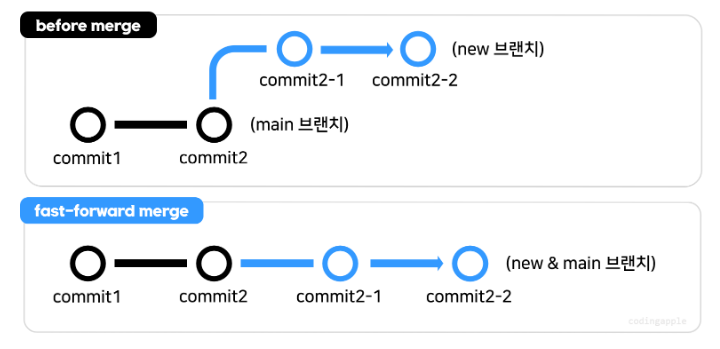 before merge
(new 브랜치)
commit2-1 commit2-2
(main 브랜치)
commit1 commit2
fast-forward merge
(new & main 브랜치)
commit1 commit2 commit2-1 commit2-2
codingapple